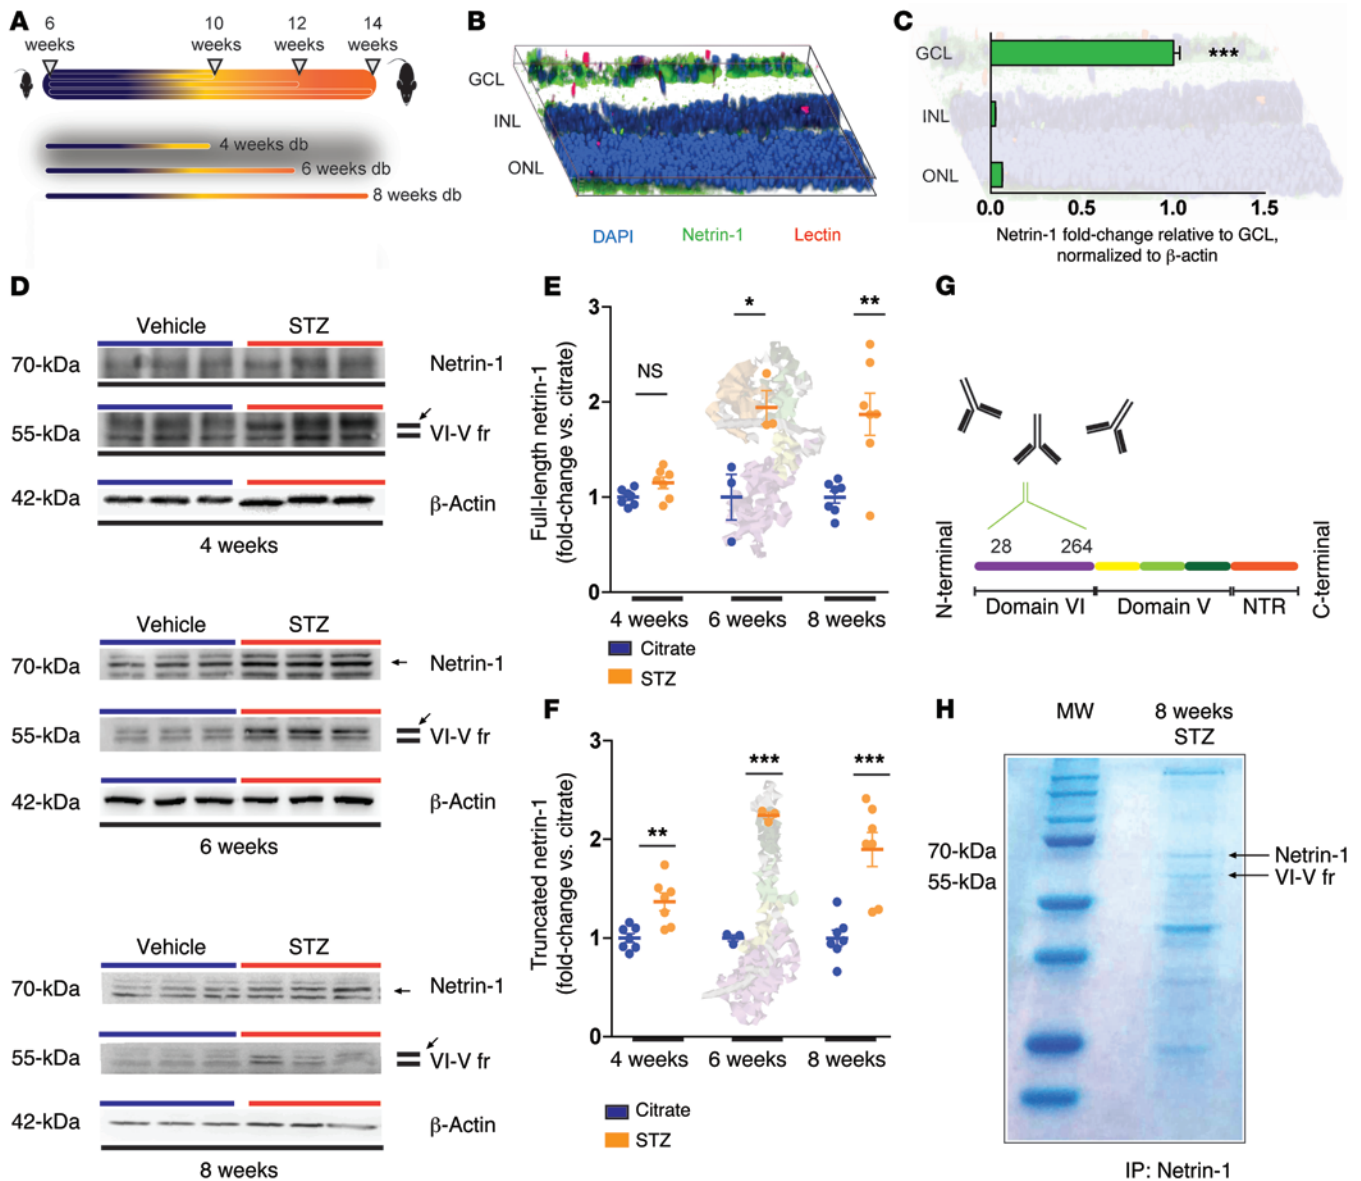 A
6
weeks
10
weeks
12
weeks
14
weeks
4 weeks db
6 weeks db
8 weeks db
B
GCL
INL
ONL
DAPI
Netrin-1
Lectin
C
GCL
INL
ONL
***
0.0
0.5
1.0
1.5
Netrin-1 fold-change relative to GCL,
normalized to β-actin
D
Vehicle
STZ
70-kDa
Netrin-1
55-kDa
VI-V fr
42-kDa
β-Actin
4 weeks
Vehicle
STZ
70-kDa
Netrin-1
55-kDa
VI-V fr
42-kDa
β-Actin
6 weeks
Vehicle
STZ
70-kDa
Netrin-1
55-kDa
VI-V fr
42-kDa
β-Actin
8 weeks
E
Full-length netrin-1
(fold-change vs. citrate)
3
2
1
0
NS
*
**
4 weeks
6 weeks
8 weeks
Citrate
STZ
F
Truncated netrin-1
(fold-change vs. citrate)
3
2
1
0
**
***
***
4 weeks
6 weeks
8 weeks
Citrate
STZ
G
N-terminal
28
264
Domain VI
Domain V
NTR
C-terminal
H
MW
8 weeks
STZ
70-kDa
55-kDa
Netrin-1
VI-V fr
IP: Netrin-1